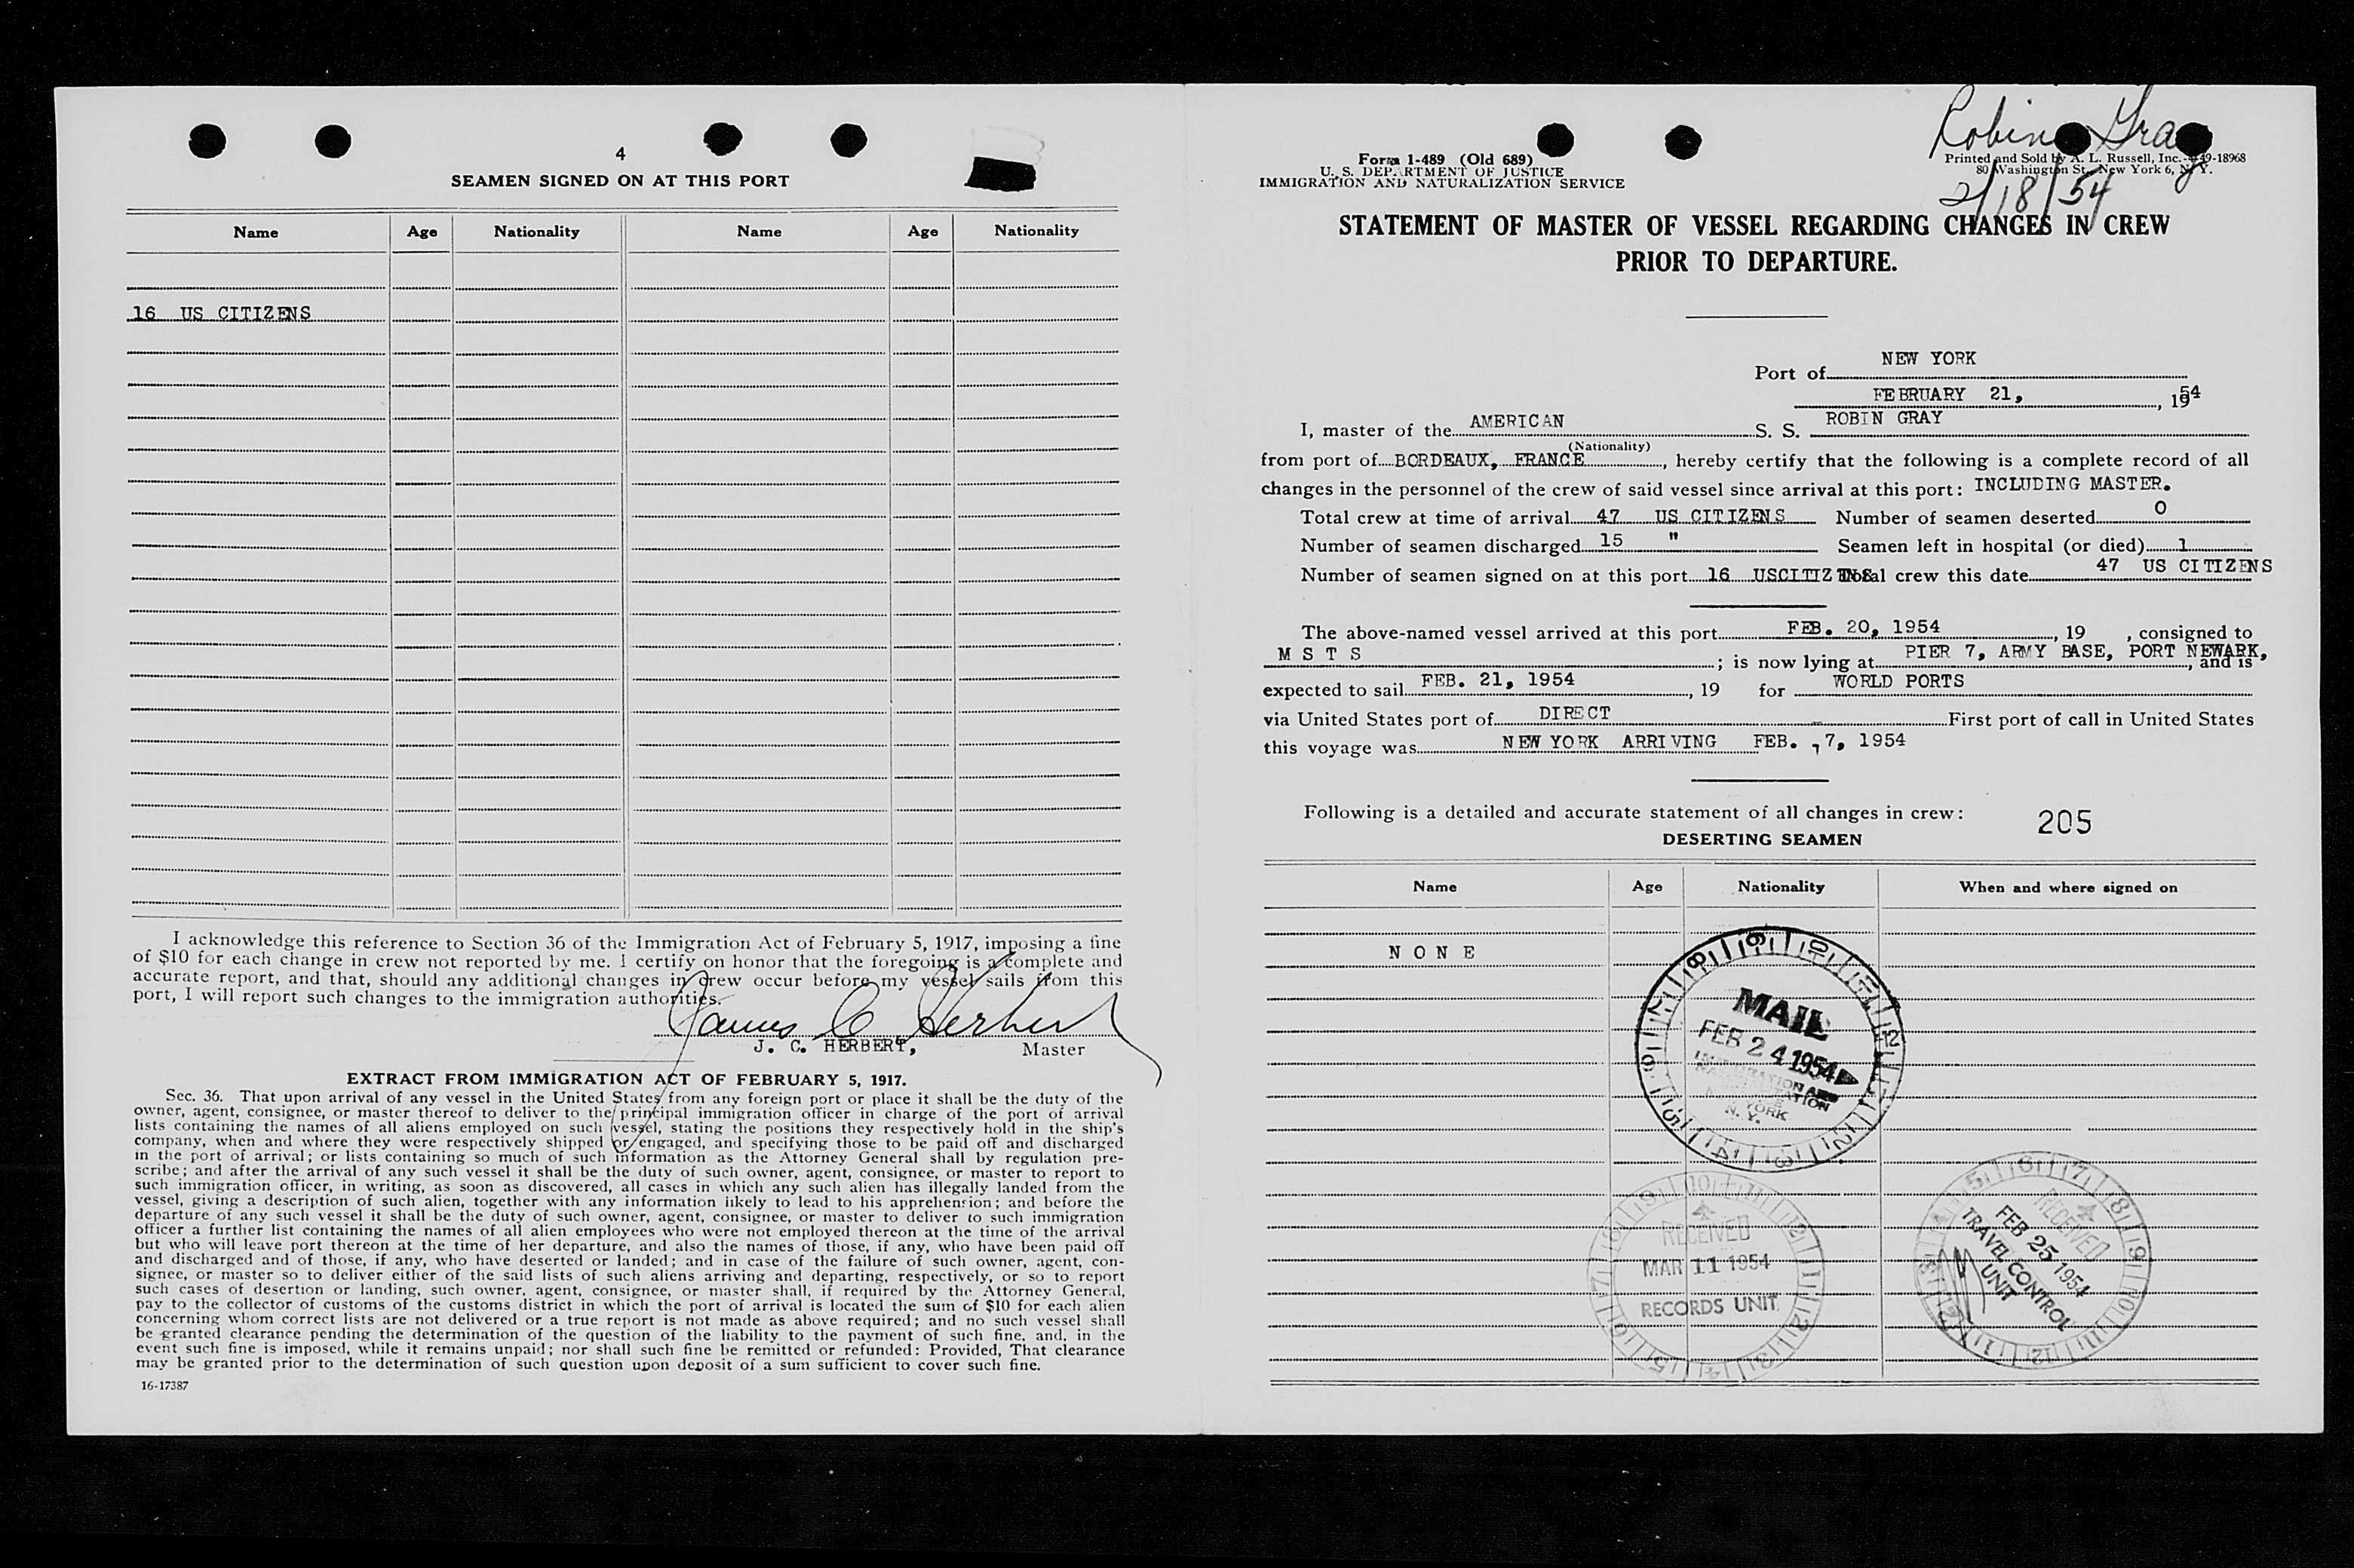 4
SEAMEN SIGNED ON AT THIS PORT
Name Age Nationality Name Age Nationality
16 US CITIZENS
I acknowledge this reference to Section 36 of the Immigration Act of February 5, 1917, imposing a fine
of $10 for each change in crew not reported by me. I certify on honor that the foregoing is a complete and
accurate report, and that, should any additional changes in crew occur before my vessel sails from this
port, I will report such changes to the immigration authorities.
James C Herbert
J. C. HERBERT, Master
EXTRACT FROM IMMIGRATION ACT OF FEBRUARY 5, 1917.
Sec. 36. That upon arrival of any vessel in the United States from any foreign port or place it shall be the duty of the
owner, agent, consignee, or master thereof to deliver to the principal immigration officer in charge of the port of arrival
lists containing the names of all aliens employed on such vessel, stating the positions they respectively hold in the ship's
company, when and where they were respectively shipped or engaged, and specifying those to be paid off and discharged
in the port of arrival; or lists containing so much of such information as the Attorney General shall by regulation pre-
scribe; and after the arrival of any such vessel it shall be the duty of such owner, agent, consignee, or master to report to
such immigration officer, in writing, as soon as discovered, all cases in which any such alien has illegally landed from the
vessel, giving a description of such alien, together with any information likely to lead to his apprehension; and before the
departure of any such vessel it shall be the duty of such owner, agent, consignee, or master to deliver to such immigration
officer a further list containing the names of all alien employees who were not employed thereon at the time of the arrival
but who will leave port thereon at the time of her departure, and also the names of those, if any, who have been paid off
and discharged and of those, if any, who have deserted or landed; and in case of the failure of such owner, agent, con-
signee, or master so to deliver either of the said lists of such aliens arriving and departing, respectively, or so to report
such cases of desertion or landing, such owner, agent, consignee, or master shall, if required by the Attorney General,
pay to the collector of customs of the customs district in which the port of arrival is located the sum of $10 for each alien
concerning whom correct lists are not delivered or a true report is not made as above required; and no such vessel shall
be granted clearance pending the determination of the question of the liability to the payment of such fine, and, in the
event such fine is imposed, while it remains unpaid; nor shall such fine be remitted or refunded: Provided, That clearance
may be granted prior to the determination of such question upon deposit of a sum sufficient to cover such fine.
16-17387
Robin Gray
2/18/54
Form I-489 (Old 689)
U. S. DEPARTMENT OF JUSTICE
IMMIGRATION AND NATURALIZATION SERVICE
Printed and Sold by A. L. Russell, Inc. 49-18968
80 Washington St., New York 6, N. Y.
STATEMENT OF MASTER OF VESSEL REGARDING CHANGES IN CREW
PRIOR TO DEPARTURE.
Port of NEW YORK
FEBRUARY 21, , 1954
I, master of the AMERICAN S. S. ROBIN GRAY
(Nationality)
from port of BORDEAUX, FRANCE , hereby certify that the following is a complete record of all
changes in the personnel of the crew of said vessel since arrival at this port: INCLUDING MASTER.
Total crew at time of arrival 47 US CITIZENS Number of seamen deserted 0
Number of seamen discharged 15 " Seamen left in hospital (or died) 1
Number of seamen signed on at this port 16 USCITIZENS Total crew this date 47 US CITIZENS
The above-named vessel arrived at this port FEB. 20, 1954 , 19 , consigned to
M S T S ; is now lying at PIER 7, ARMY BASE, PORT NEWARK, , and is
expected to sail FEB. 21, 1954 , 19 for WORLD PORTS
via United States port of DIRECT First port of call in United States
this voyage was NEW YORK ARRIVING FEB. 7, 1954
Following is a detailed and accurate statement of all changes in crew: 205
DESERTING SEAMEN
Name Age Nationality When and where signed on
N O N E
MAIL
FEB 24 1954
IMMIGRATION AND
NATURALIZATION
NEW YORK
N. Y.
RECEIVED
MAR 11 1954
RECORDS UNIT
RECEIVED
FEB 25 1954
TRAVEL CONTROL
UNIT